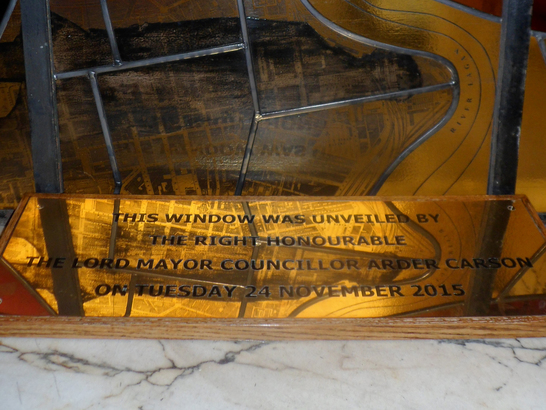 THIS WINDOW WAS UNVEILED BY
THE RIGHT HONOURABLE
THE LORD MAYOR COUNCILLOR ARDER CARSON
ON TUESDAY 24 NOVEMBER 2015